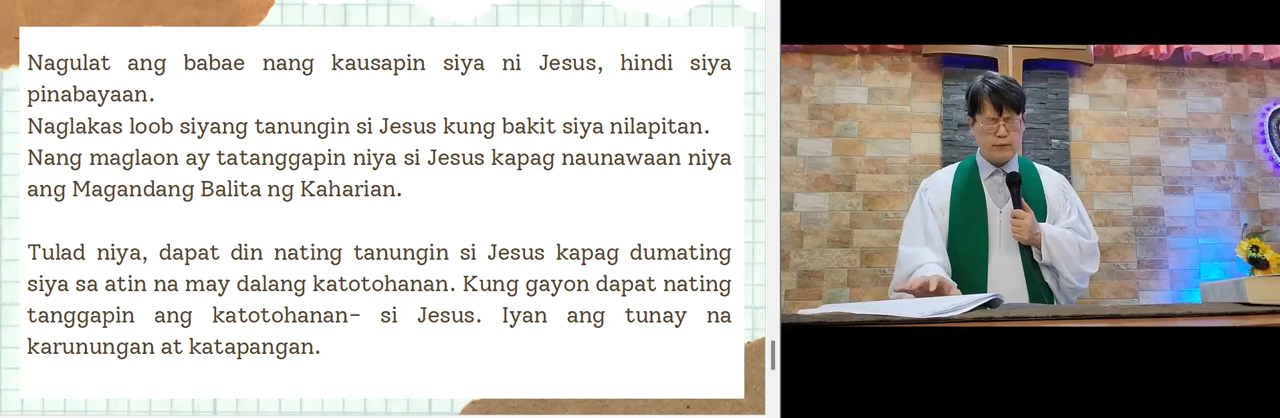 Nagulat ang babae nang kausapin siya ni Jesus, hindi siya
pinabayaan.
Naglakas loob siyang tanungin si Jesus kung bakit siya nilapitan.
Nang maglaon ay tatanggapin niya si Jesus kapag naunawaan niya
ang Magandang Balita ng Kaharian.
Tulad niya, dapat din nating tanungin si Jesus kapag dumating
siya sa atin na may dalang katotohanan. Kung gayon dapat nating
tanggapin ang katotohanan- si Jesus. Iyan ang tunay na
karunungan at katapangan.